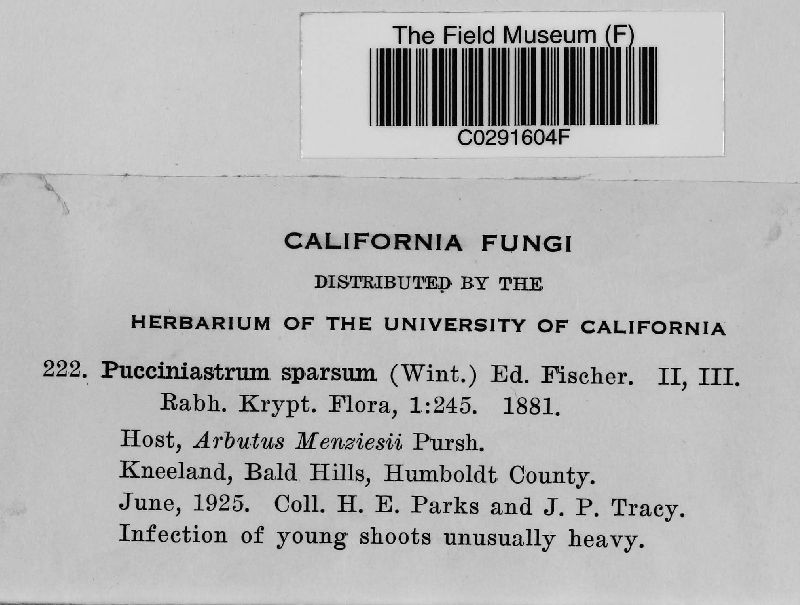 The Field Museum (F)
C0291604F
CALIFORNIA FUNGI
DISTRIBUTED BY THE
HERBARIUM OF THE UNIVERSITY OF CALIFORNIA
222. Pucciniastrum sparsum (Wint.) Ed. Fischer. II, III.
Rabh. Krypt. Flora, 1:245. 1881.
Host, Arbutus Menziesii Pursh.
Kneeland, Bald Hills, Humboldt County.
June, 1925. Coll. H. E. Parks and J. P. Tracy.
Infection of young shoots unusually heavy.